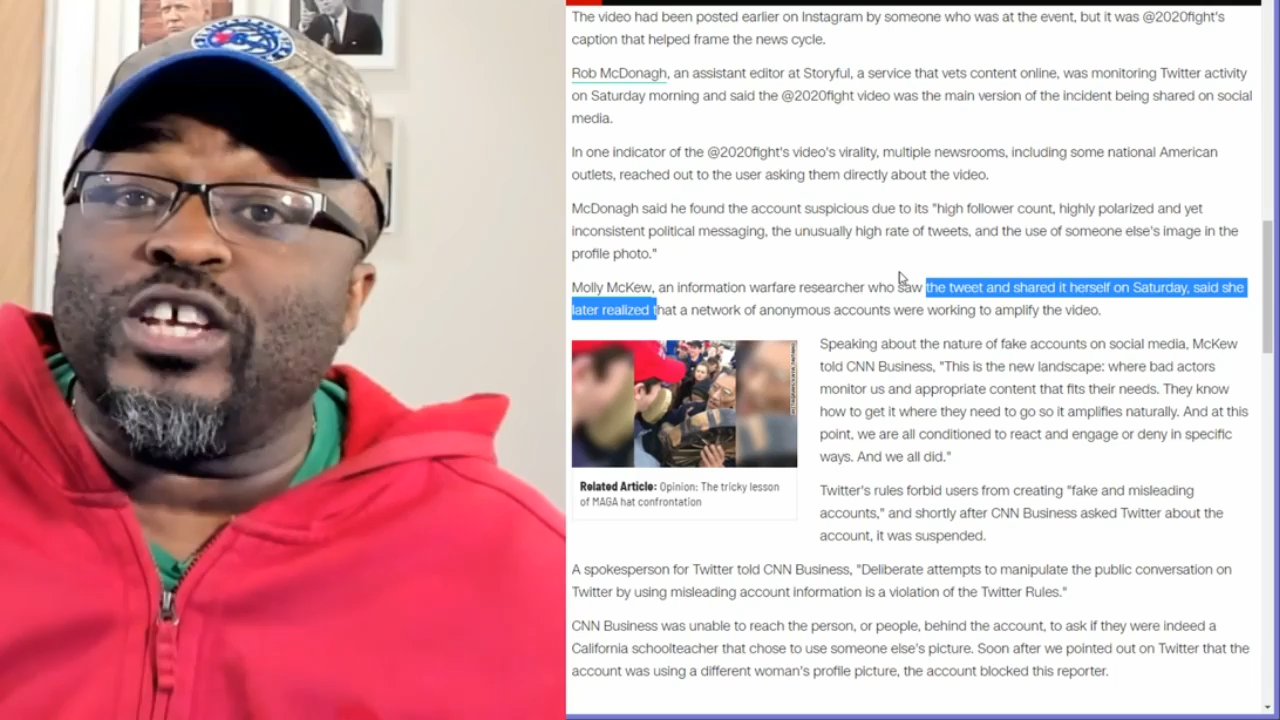 The video had been posted earlier on Instagram by someone who was at the event, but it was @2020fight's
caption that helped frame the news cycle.
Rob McDonagh, an assistant editor at Storyful, a service that vets content online, was monitoring Twitter activity
on Saturday morning and said the @2020fight video was the main version of the incident being shared on social
media.
In one indicator of the @2020fight's video's virality, multiple newsrooms, including some national American
outlets, reached out to the user asking them directly about the video.
McDonagh said he found the account suspicious due to its "high follower count, highly polarized and yet
inconsistent political messaging, the unusually high rate of tweets, and the use of someone else's image in the
profile photo."
Molly McKew, an information warfare researcher who saw the tweet and shared it herself on Saturday, said she
later realized that a network of anonymous accounts were working to amplify the video.
Speaking about the nature of fake accounts on social media, McKew
told CNN Business, "This is the new landscape: where bad actors
monitor us and appropriate content that fits their needs. They know
how to get it where they need to go so it amplifies naturally. And at this
point, we are all conditioned to react and engage or deny in specific
ways. And we all did."
Related Article: Opinion: The tricky lesson
of MAGA hat confrontation
Twitter's rules forbid users from creating "fake and misleading
accounts," and shortly after CNN Business asked Twitter about the
account, it was suspended.
A spokesperson for Twitter told CNN Business, "Deliberate attempts to manipulate the public conversation on
Twitter by using misleading account information is a violation of the Twitter Rules."
CNN Business was unable to reach the person, or people, behind the account, to ask if they were indeed a
California schoolteacher that chose to use someone else's picture. Soon after we pointed out on Twitter that the
account was using a different woman's profile picture, the account blocked this reporter.